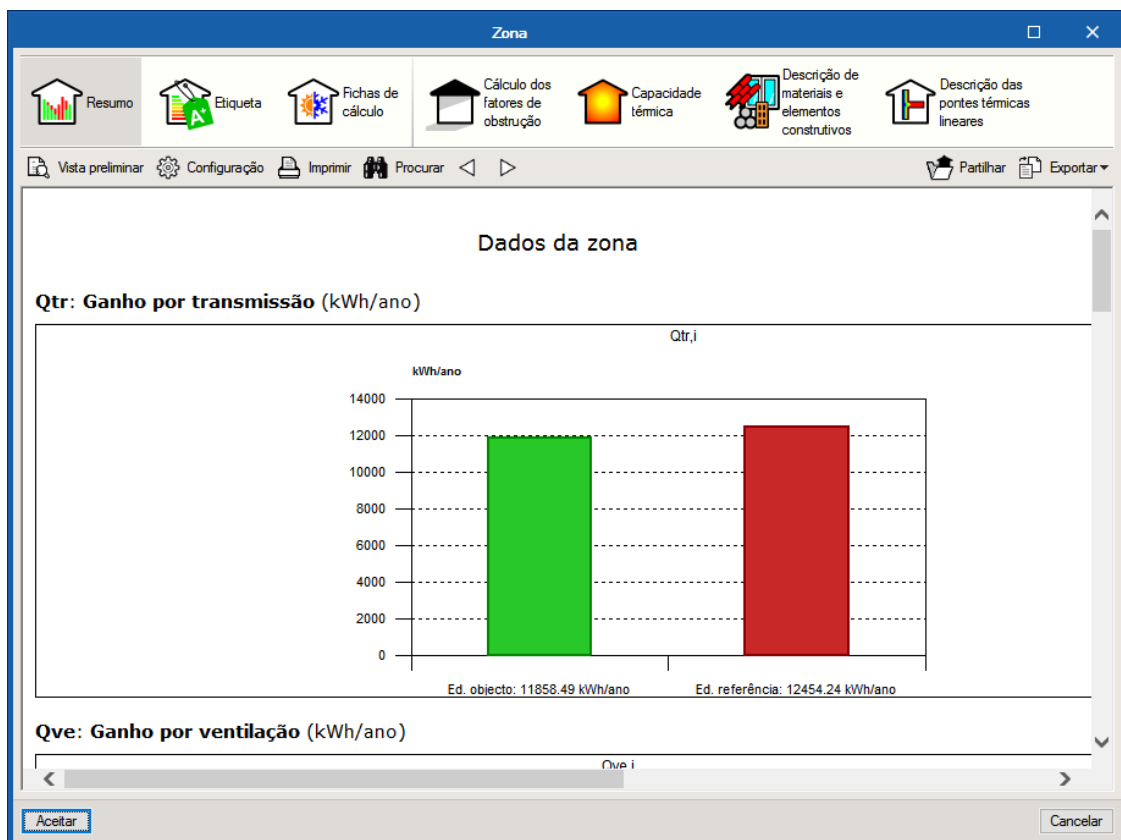 Zona
Resumo
Etiqueta
A+
Fichas de
cálculo
Cálculo dos
fatores de
obstrução
Capacidade
térmica
Descrição de
materiais e
elementos
construtivos
Descrição das
pontes térmicas
lineares
Vista preliminar
Configuração
Imprimir
Procurar
Partilhar
Exportar
Dados da zona
Qtr: Ganho por transmissão (kWh/ano)
Qtr,i
kWh/ano
14000
12000
10000
8000
6000
4000
2000
0
Ed. objecto: 11858.49 kWh/ano
Ed. referência: 12454.24 kWh/ano
Qve: Ganho por ventilação (kWh/ano)
Qve,i
Aceitar
Cancelar